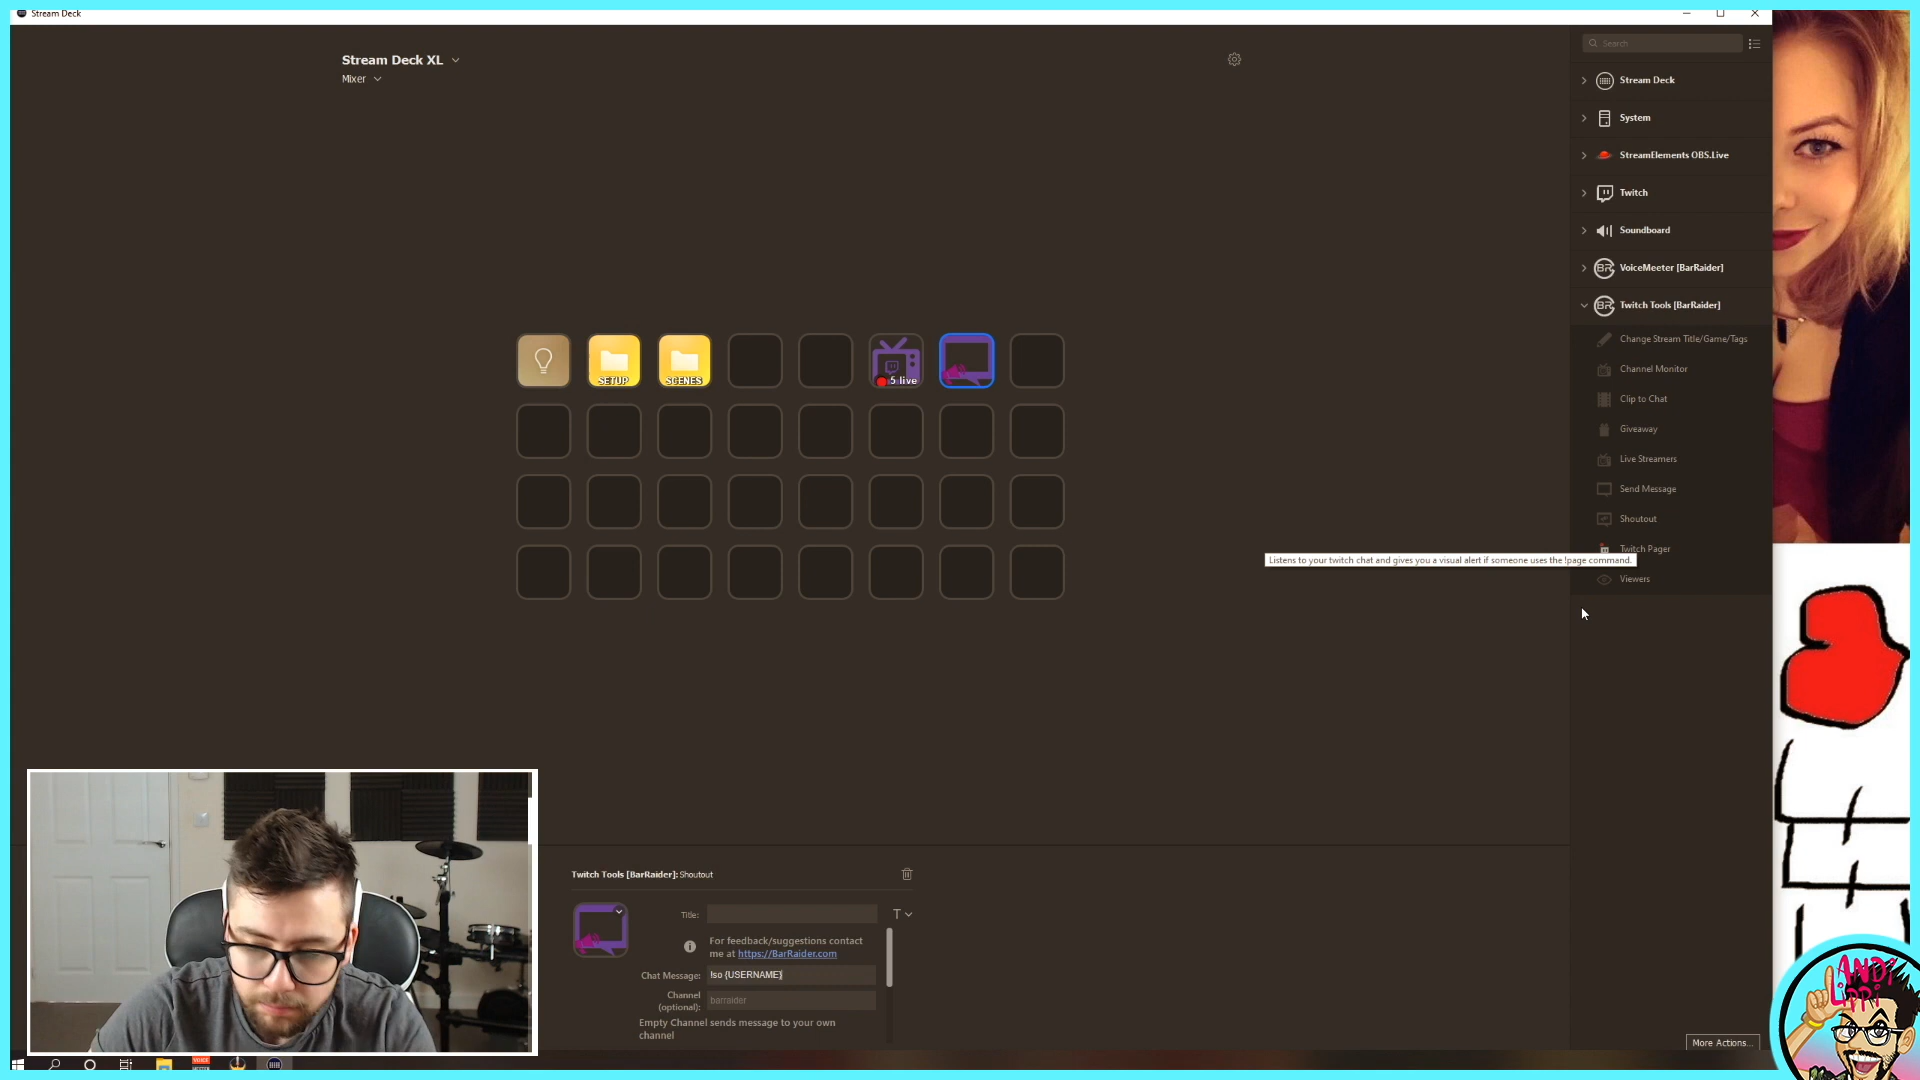 Stream Deck
Stream Deck XL
Mixer
Search
Stream Deck
System
StreamElements OBS.Live
Twitch
Soundboard
VoiceMeeter [BarRaider]
Twitch Tools [BarRaider]
Change Stream Title/Game/Tags
Channel Monitor
Clip to Chat
Giveaway
Live Streamers
Send Message
Shoutout
Twitch Pager
Listens to your twitch chat and gives you a visual alert if someone uses the !page command.
Viewers
SETUP
SCENES
5 live
Twitch Tools [BarRaider]: Shoutout
Title:
T
For feedback/suggestions contact
me at https://BarRaider.com
Chat Message: !so {USERNAME}
Channel
(optional):
barraider
Empty Channel sends message to your own
channel
More Actions...
VOICE
ANDI
LIPPI